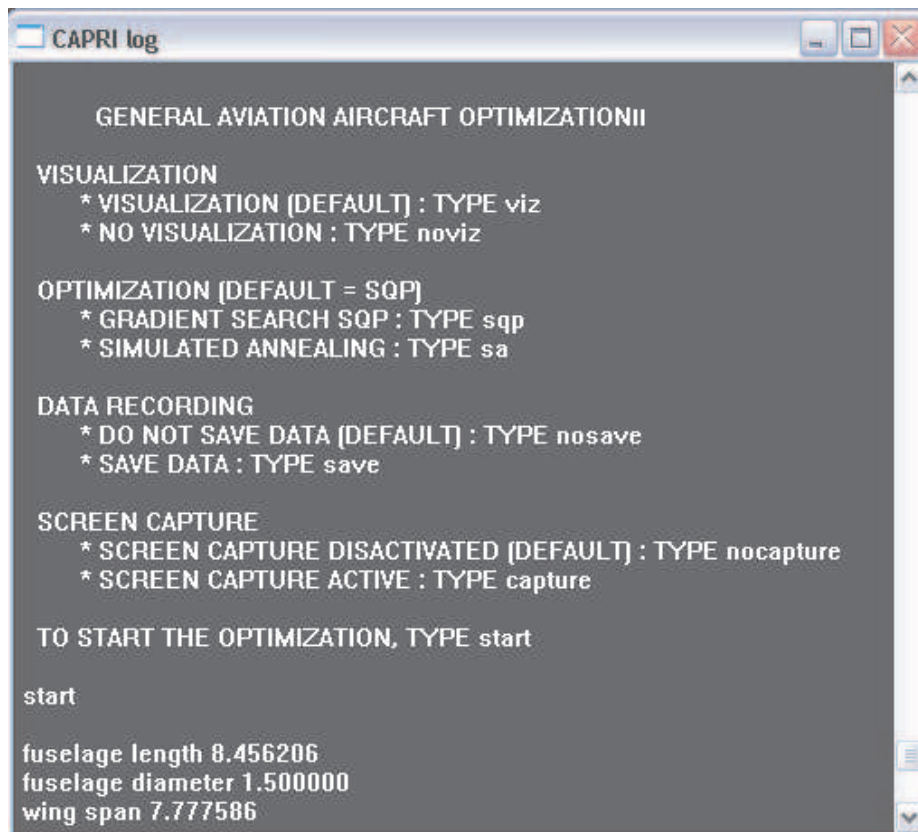 CAPRI log
GENERAL AVIATION AIRCRAFT OPTIMIZATIONII
VISUALIZATION
* VISUALIZATION (DEFAULT) : TYPE viz
* NO VISUALIZATION : TYPE noviz
OPTIMIZATION (DEFAULT = SQP)
* GRADIENT SEARCH SQP : TYPE sqp
* SIMULATED ANNEALING : TYPE sa
DATA RECORDING
* DO NOT SAVE DATA (DEFAULT) : TYPE nosave
* SAVE DATA : TYPE save
SCREEN CAPTURE
* SCREEN CAPTURE DISACTIVATED (DEFAULT) : TYPE nocapture
* SCREEN CAPTURE ACTIVE : TYPE capture
TO START THE OPTIMIZATION, TYPE start
start
fuselage length 8.456206
fuselage diameter 1.500000
wing span 7.777586